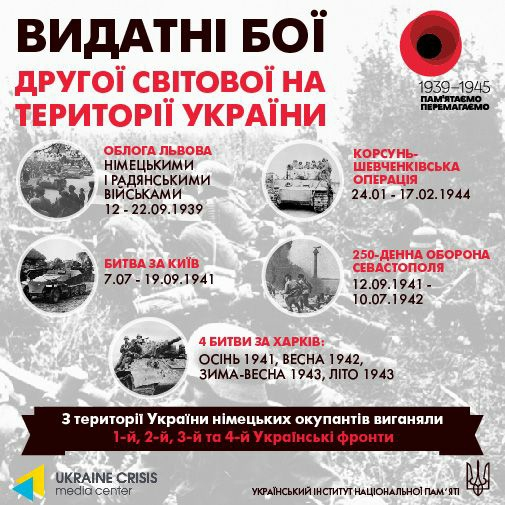 ВИДАТНІ БОЇ
ДРУГОЇ СВІТОВОЇ НА
ТЕРИТОРІЇ УКРАЇНИ
1939–1945
ПАМ'ЯТАЄМО
ПЕРЕМАГАЄМО
ОБЛОГА ЛЬВОВА
НІМЕЦЬКИМИ
І РАДЯНСЬКИМИ
ВІЙСЬКАМИ
12 - 22.09.1939
КОРСУНЬ-
ШЕВЧЕНКІВСЬКА
ОПЕРАЦІЯ
24.01 - 17.02.1944
БИТВА ЗА КИЇВ
7.07 - 19.09.1941
250-ДЕННА ОБОРОНА
СЕВАСТОПОЛЯ
12.09.1941 -
10.07.1942
4 БИТВИ ЗА ХАРКІВ:
ОСІНЬ 1941, ВЕСНА 1942,
ЗИМА-ВЕСНА 1943, ЛІТО 1943
З території України німецьких окупантів виганяли
1-й, 2-й, 3-й та 4-й Українські фронти
UKRAINE CRISIS
media center
УКРАЇНСЬКИЙ ІНСТИТУТ НАЦІОНАЛЬНОЇ ПАМ'ЯТІ